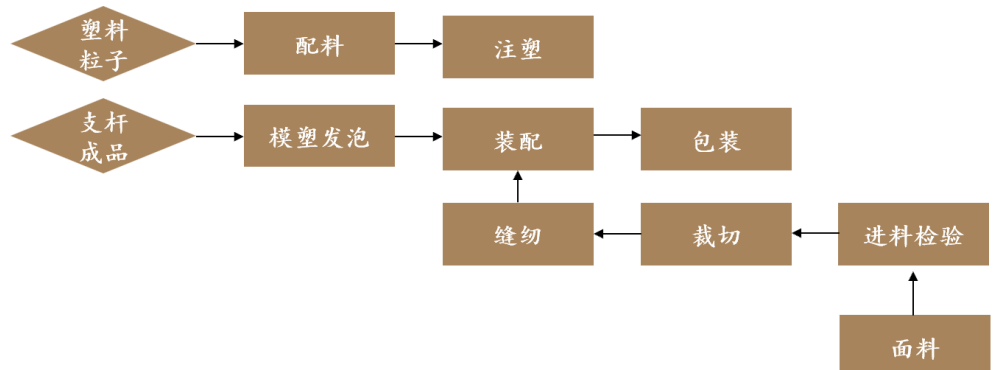 塑料
粒子
配料
注塑
支杆
成品
模塑发泡
装配
包装
缝纫
裁切
进料检验
面料